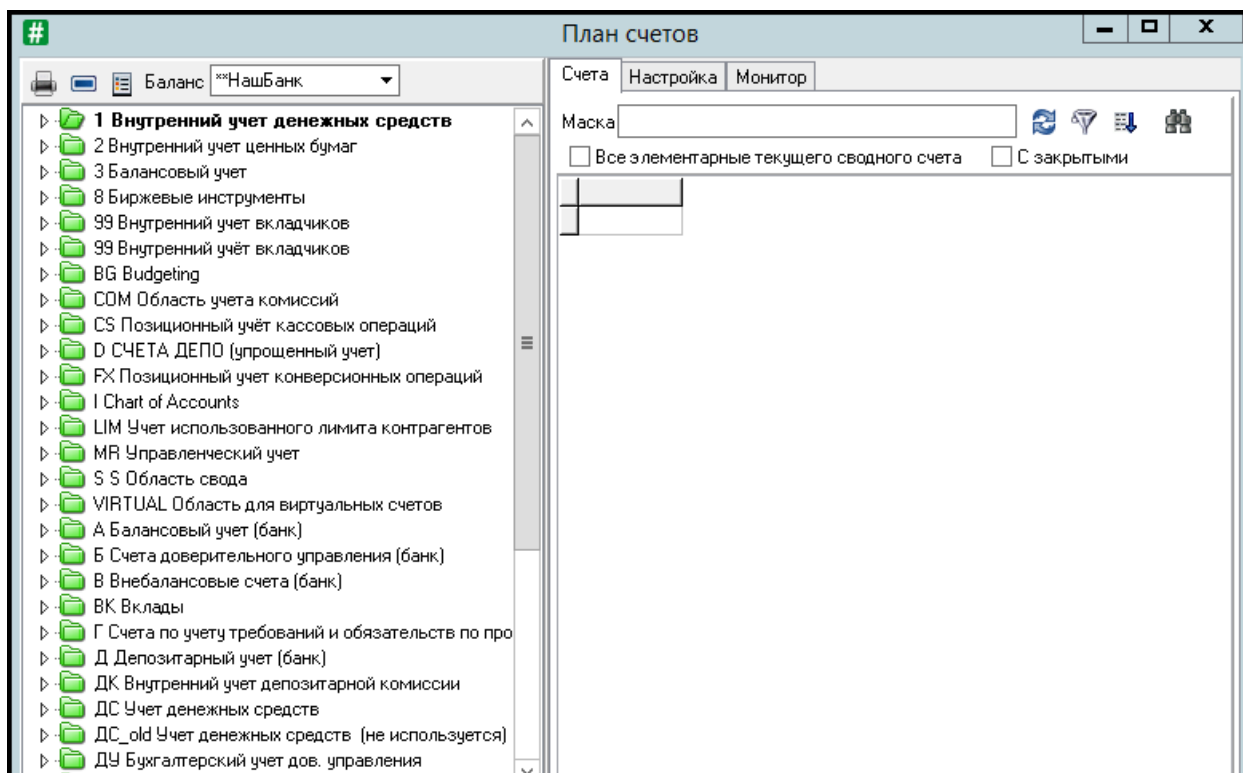 План счетов
Баланс **НашБанк
1 Внутренний учет денежных средств
2 Внутренний учет ценных бумаг
3 Балансовый учет
8 Биржевые инструменты
99 Внутренний учет вкладчиков
99 Внутренний учёт вкладчиков
BG Budgeting
COM Область учета комиссий
CS Позиционный учёт кассовых операций
D СЧЕТА ДЕПО (упрощенный учет)
FX Позиционный учет конверсионных операций
I Chart of Accounts
LIM Учет использованного лимита контрагентов
MR Управленческий учет
S S Область свода
VIRTUAL Область для виртуальных счетов
А Балансовый учет (банк)
Б Счета доверительного управления (банк)
В Внебалансовые счета (банк)
ВК Вклады
Г Счета по учету требований и обязательств по про
Д Депозитарный учет (банк)
ДК Внутренний учет депозитарной комиссии
ДС Учет денежных средств
ДС_old Учет денежных средств (не используется)
ДУ Бухгалтерский учет дов. управления
Счета Настройка Монитор
Маска
Все элементарные текущего сводного счета С закрытыми